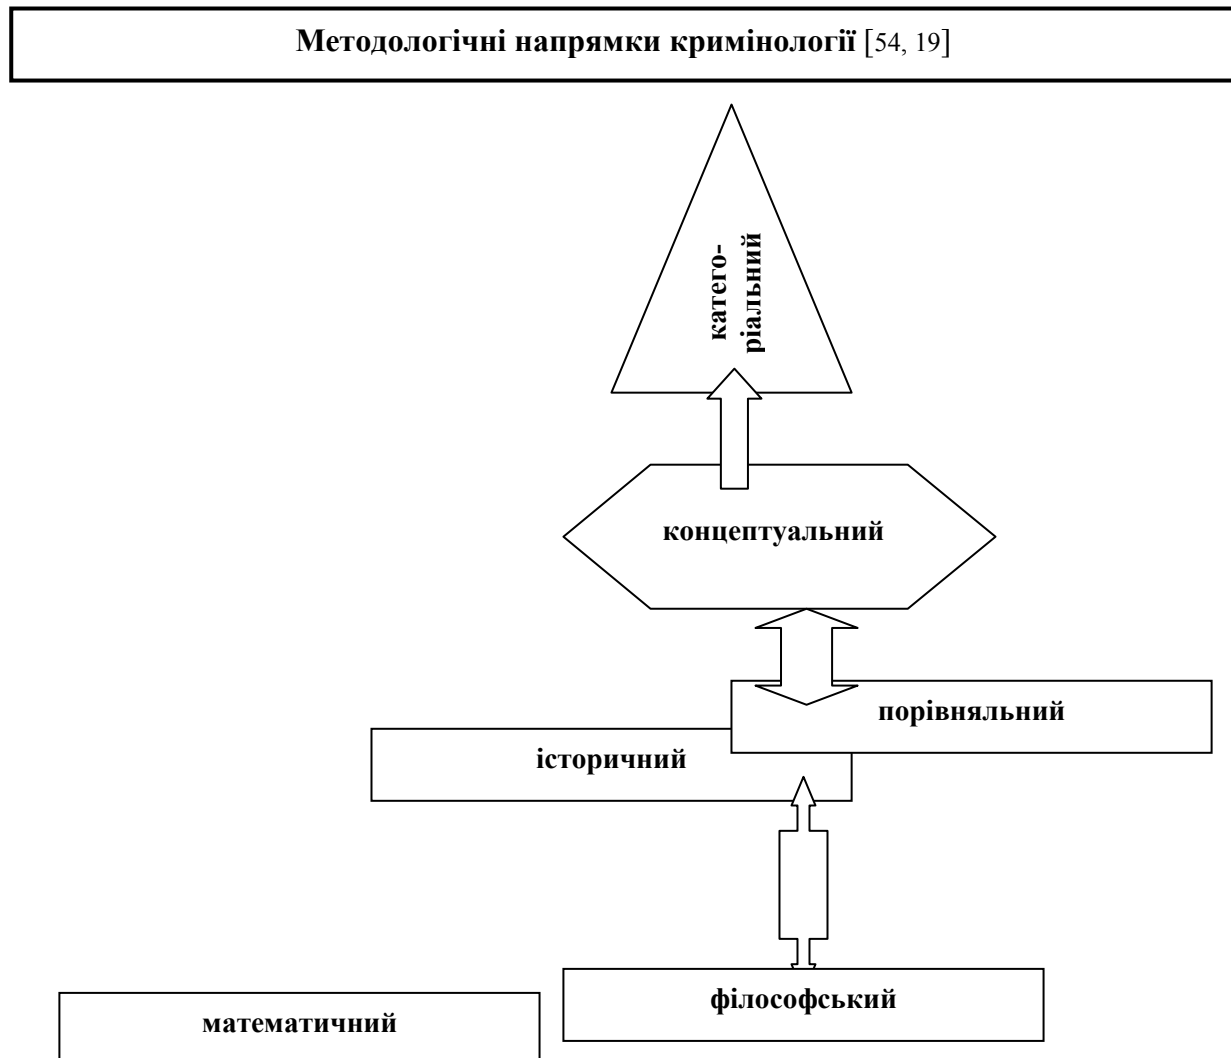 Методологічні напрямки кримінології [54, 19]
катего-
ріальний
концептуальний
порівняльний
історичний
філософський
математичний